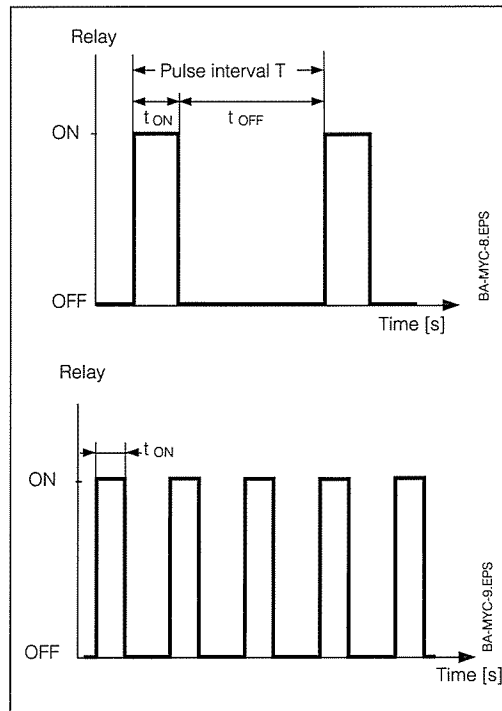 Relay
Pulse interval T
t ON
t OFF
ON
OFF
Time [s]
BA-MYC-8.EPS
Relay
t ON
ON
OFF
Time [s]
BA-MYC-9.EPS